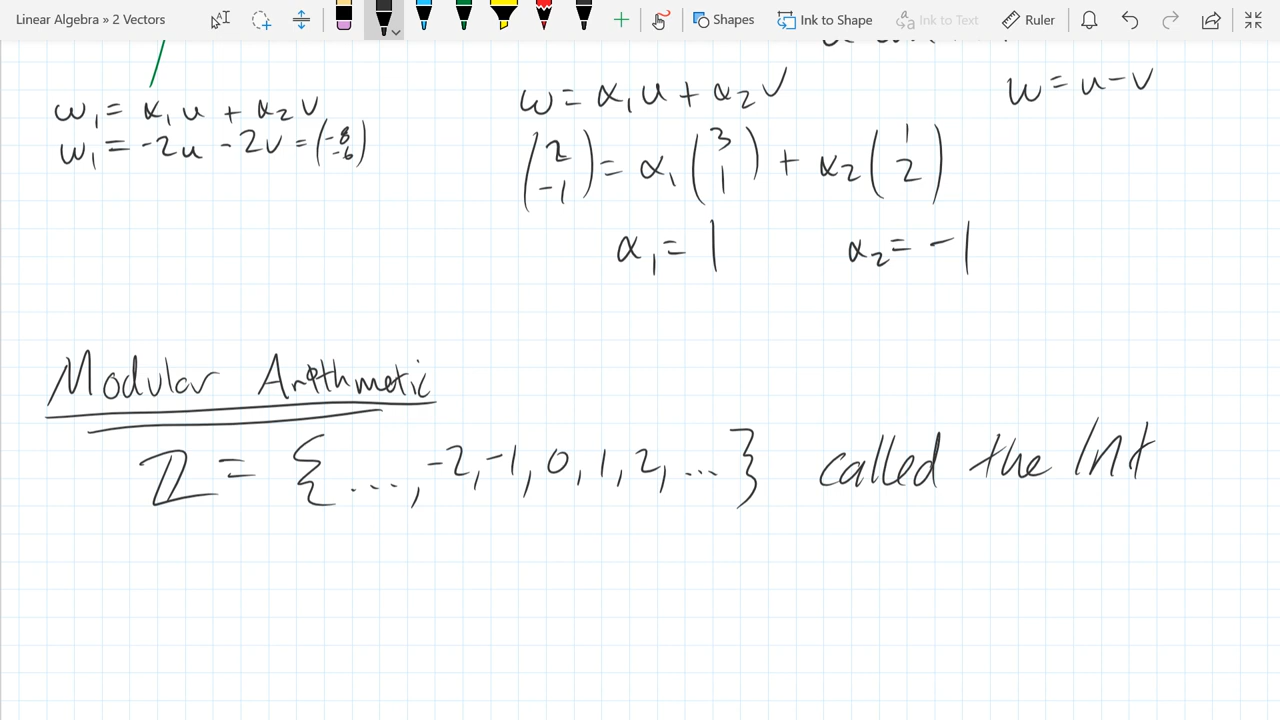 Linear Algebra » 2 Vectors
Shapes
Ink to Shape
Ink to Text
Ruler
w₁ = α₁u + α₂v
w₁ = -2u - 2v = (-8 -6)
w = α₁u + α₂v
w = u - v
(2 -1) = α₁(3 1) + α₂(1 2)
α₁ = 1 α₂ = -1
Modular Arithmetic
ℤ = {..., -2, -1, 0, 1, 2, ...} called the Int